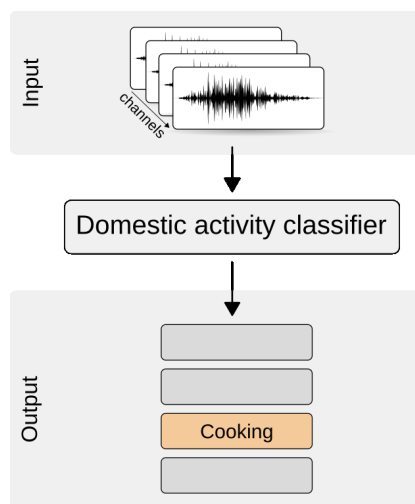 Input
channels
Domestic activity classifier
Output
Cooking